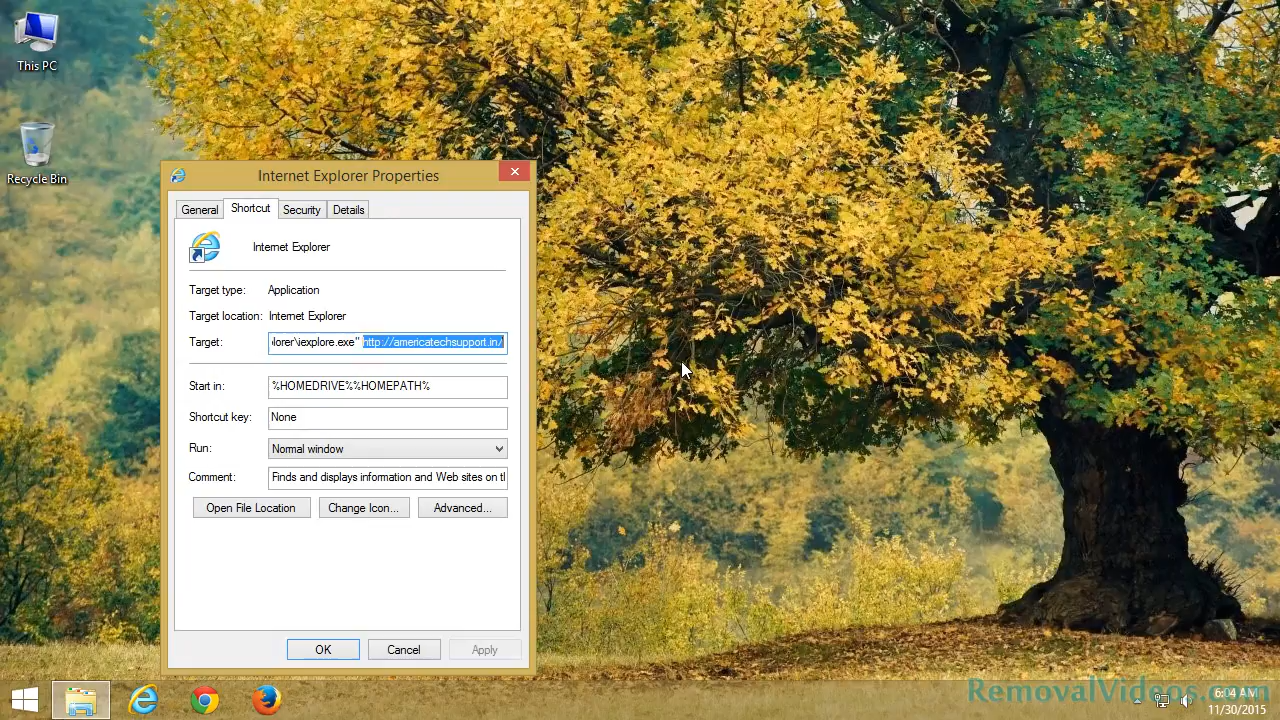 This PC
Recycle Bin
Internet Explorer Properties
General
Shortcut
Security
Details
Internet Explorer
Target type: Application
Target location: Internet Explorer
Target: lorer\iexplore.exe" http://americatechsupport.in/
Start in: %HOMEDRIVE%%HOMEPATH%
Shortcut key: None
Run: Normal window
Comment: Finds and displays information and Web sites on tl
Open File Location
Change Icon...
Advanced...
OK
Cancel
Apply
RemovalVideos.com
6:04 AM
11/30/2015